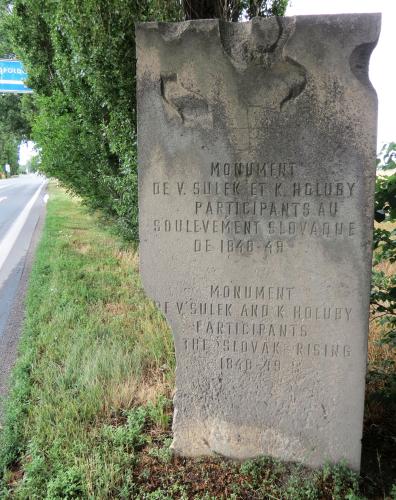 MONUMENT
DE V. SULEK ET K. HOLUBY
PARTICIPANTS AU
SOULEVEMENT SLOVAQUE
DE 1848-49
MONUMENT
OF V. SULEK AND K. HOLUBY
PARTICIPANTS
THE SLOVAK RISING
1848-49